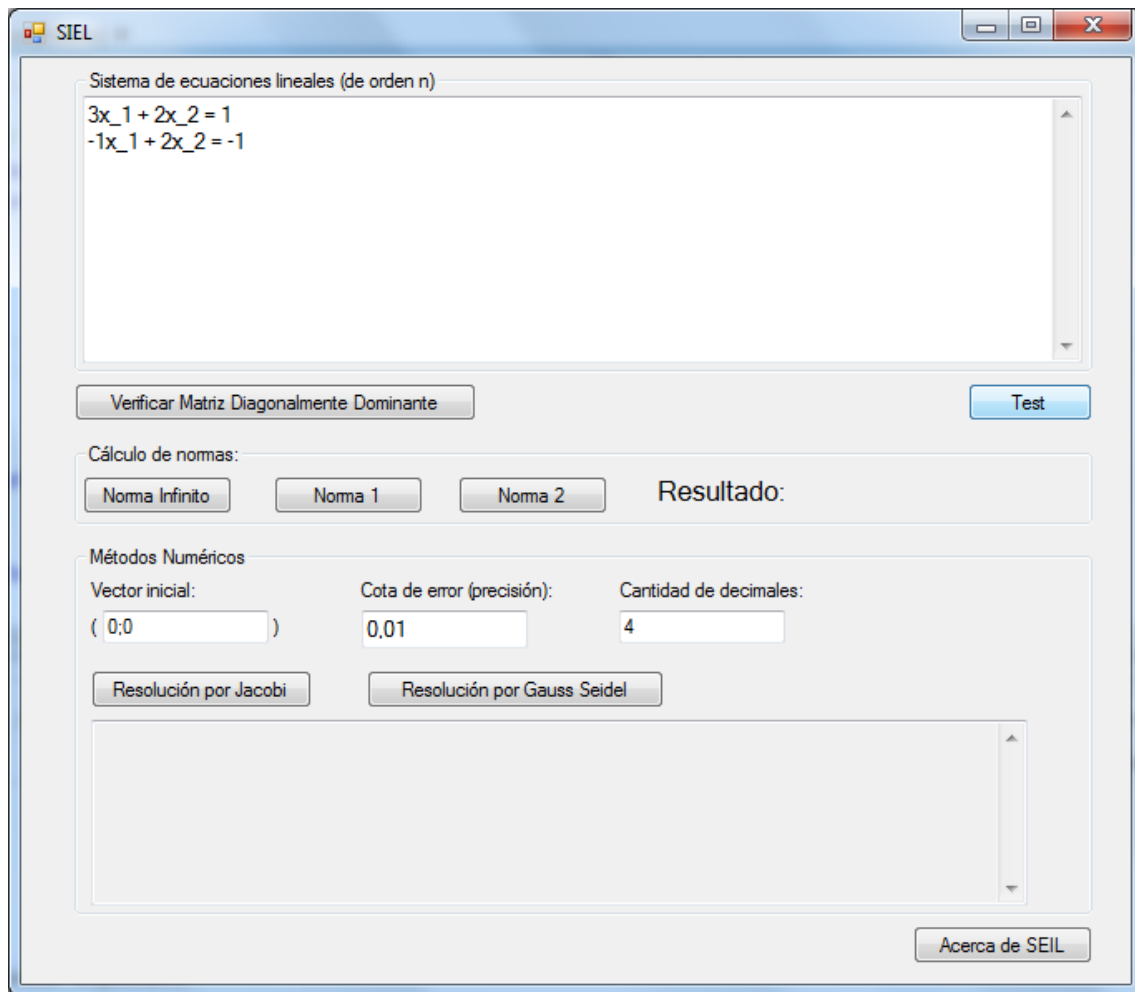 SIEL
Sistema de ecuaciones lineales (de orden n)
3x_1 + 2x_2 = 1
-1x_1 + 2x_2 = -1
Verificar Matriz Diagonalmente Dominante
Test
Cálculo de normas:
Norma Infinito
Norma 1
Norma 2
Resultado:
Métodos Numéricos
Vector inicial:
Cota de error (precisión):
Cantidad de decimales:
( 0;0 )
0,01
4
Resolución por Jacobi
Resolución por Gauss Seidel
Acerca de SEIL